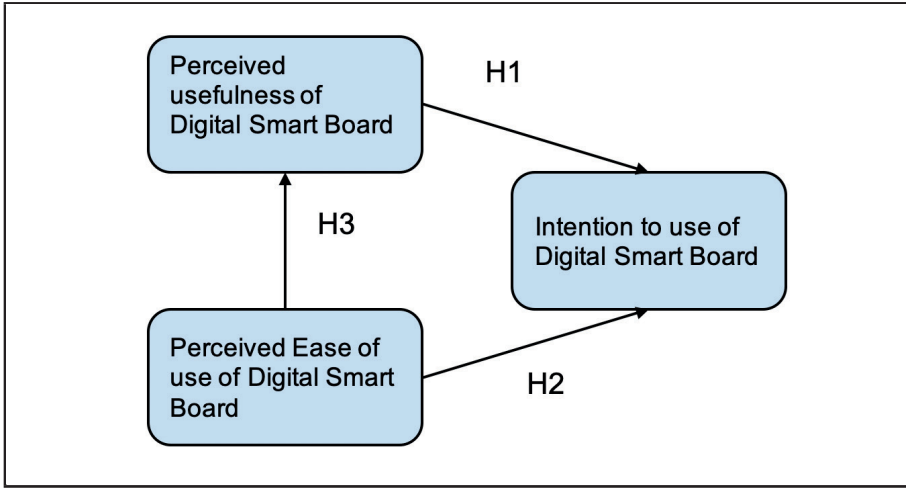 Perceived
usefulness of
Digital Smart Board
H1
Intention to use of
Digital Smart Board
H3
Perceived Ease of
use of Digital Smart
Board
H2